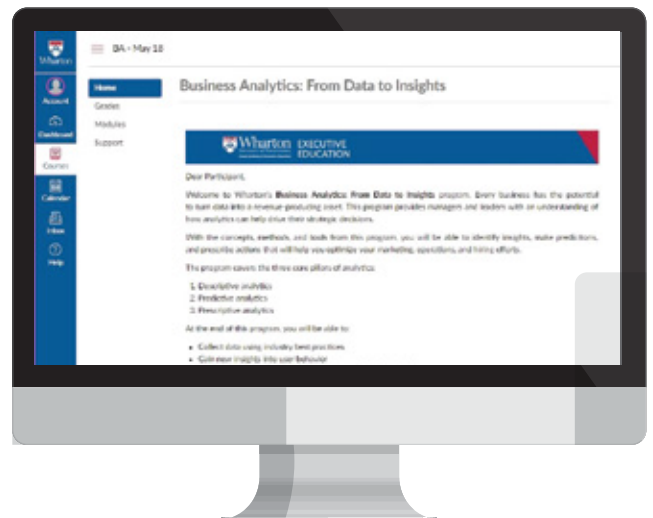 Wharton
BA - May 18
Account
Dashboard
Courses
Calendar
Inbox
Help
Home
Grades
Modules
Support
Business Analytics: From Data to Insights
Wharton EXECUTIVE
EDUCATION
Dear Participant,
Welcome to Wharton's Business Analytics: From Data to Insights program. Every business has the potential
to turn data into a revenue-producing asset. This program provides managers and leaders with an understanding of
how analytics can help drive their strategic decisions.
With the concepts, methods, and tools from this program, you will be able to identify insights, make predictions,
and prescribe actions that will help you optimize your marketing, operations, and hiring efforts.
The program covers the three core pillars of analytics:
1. Descriptive analytics
2. Predictive analytics
3. Prescriptive analytics
At the end of this program, you will be able to:
• Collect data using industry best practices
• Gain new insights into user behavior